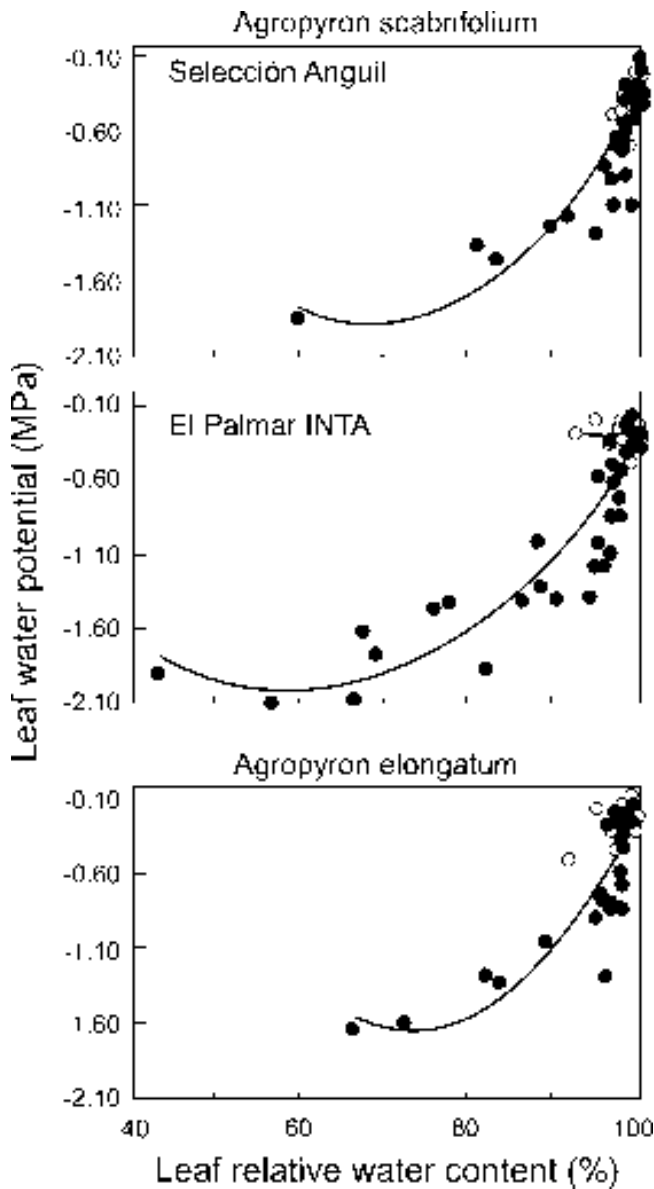 Agropyron scabrifolium
Selección Anguil
-0.10
-0.60
-1.10
-1.60
-2.10
El Palmar INTA
-0.10
-0.60
-1.10
-1.60
-2.10
Agropyron elongatum
-0.10
-0.60
-1.10
1.60
-2.10
40 60 80 100
Leaf relative water content (%)
Leaf water potential (MPa)